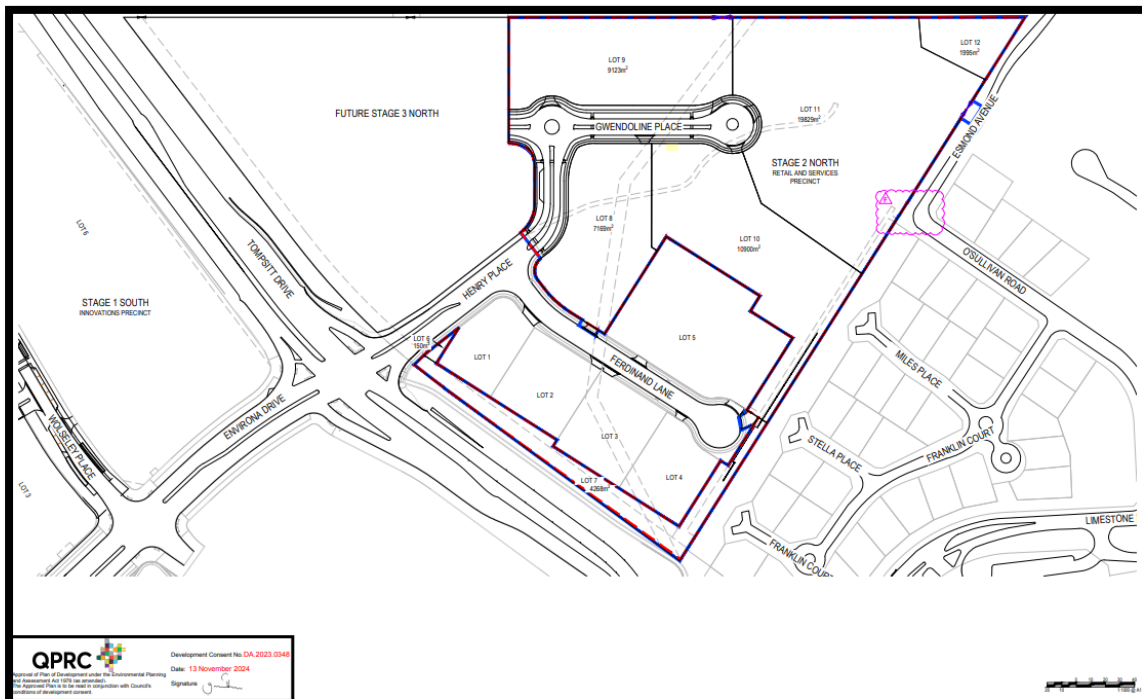 LOT 12
1995m²
LOT 9
9123m²
FUTURE STAGE 3 NORTH
LOT 11
19829m²
GWENDOLINE PLACE
ESMOND AVENUE
STAGE 2 NORTH
RETAIL AND SERVICES
PRECINCT
LOT 6
LOT 8
7169m²
LOT 10
10900m²
TOMPSITT DRIVE
O'SULLIVAN ROAD
HENRY PLACE
STAGE 1 SOUTH
INNOVATIONS PRECINCT
LOT 6
150m²
LOT 5
LOT 1
MILES PLACE
FERDINAND LANE
LOT 2
ENVIRONA DRIVE
WOLSELEY PLACE
LOT 3
STELLA PLACE
FRANKLIN COURT
LOT 4
LOT 7
4268m²
LOT 3
LIMESTONE
FRANKLIN COURT
QPRC
Development Consent No. DA.2023.0348
Date: 13 November 2024
Signature
Approval of Plan of Development under the Environmental Planning
and Assessment Act 1979 (as amended).
The Approved Plan is to be read in conjunction with Council's
conditions of development consent.